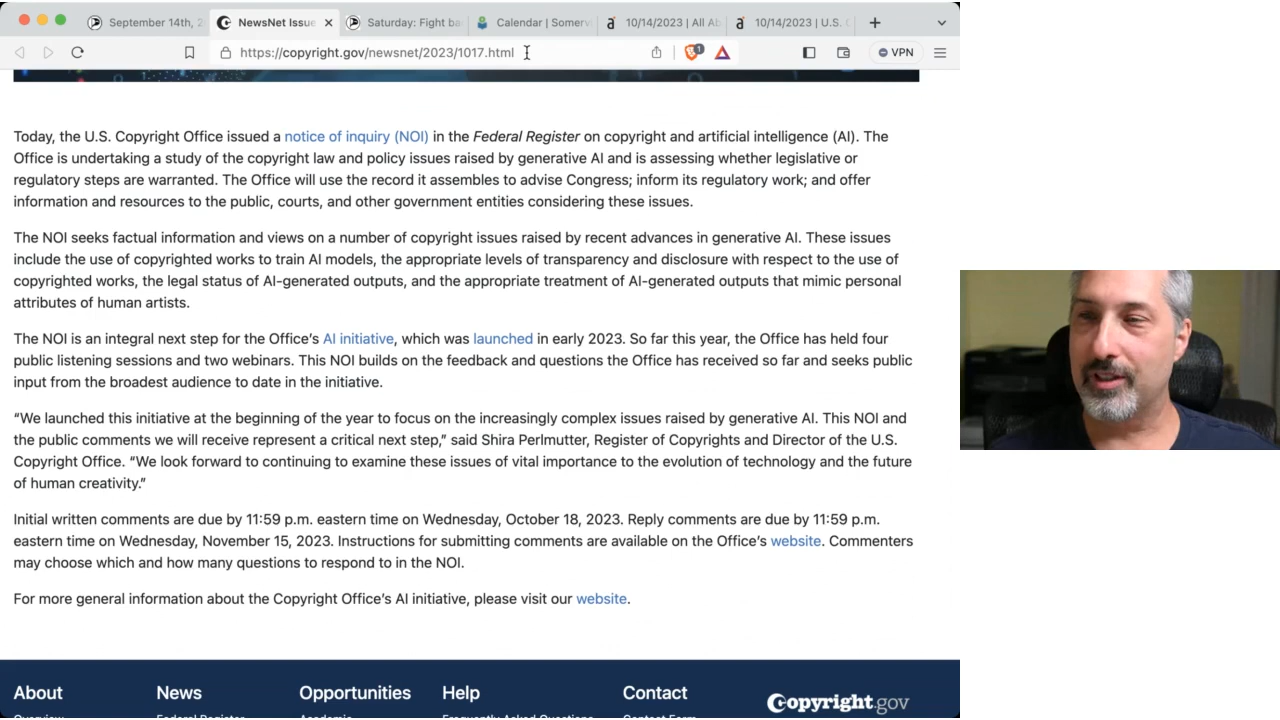 September 14th, 2
NewsNet Issue
Saturday: Fight ba
Calendar | Somerv
10/14/2023 | All Ab
10/14/2023 | U.S. C
https://copyright.gov/newsnet/2023/1017.html
1
VPN
Today, the U.S. Copyright Office issued a notice of inquiry (NOI) in the Federal Register on copyright and artificial intelligence (AI). The
Office is undertaking a study of the copyright law and policy issues raised by generative AI and is assessing whether legislative or
regulatory steps are warranted. The Office will use the record it assembles to advise Congress; inform its regulatory work; and offer
information and resources to the public, courts, and other government entities considering these issues.
The NOI seeks factual information and views on a number of copyright issues raised by recent advances in generative AI. These issues
include the use of copyrighted works to train AI models, the appropriate levels of transparency and disclosure with respect to the use of
copyrighted works, the legal status of AI-generated outputs, and the appropriate treatment of AI-generated outputs that mimic personal
attributes of human artists.
The NOI is an integral next step for the Office’s AI initiative, which was launched in early 2023. So far this year, the Office has held four
public listening sessions and two webinars. This NOI builds on the feedback and questions the Office has received so far and seeks public
input from the broadest audience to date in the initiative.
“We launched this initiative at the beginning of the year to focus on the increasingly complex issues raised by generative AI. This NOI and
the public comments we will receive represent a critical next step,” said Shira Perlmutter, Register of Copyrights and Director of the U.S.
Copyright Office. “We look forward to continuing to examine these issues of vital importance to the evolution of technology and the future
of human creativity.”
Initial written comments are due by 11:59 p.m. eastern time on Wednesday, October 18, 2023. Reply comments are due by 11:59 p.m.
eastern time on Wednesday, November 15, 2023. Instructions for submitting comments are available on the Office’s website. Commenters
may choose which and how many questions to respond to in the NOI.
For more general information about the Copyright Office’s AI initiative, please visit our website.
About News Opportunities Help Contact
Copyright.gov
Overview Federal Register Academic Frequently Asked Questions Contact Form